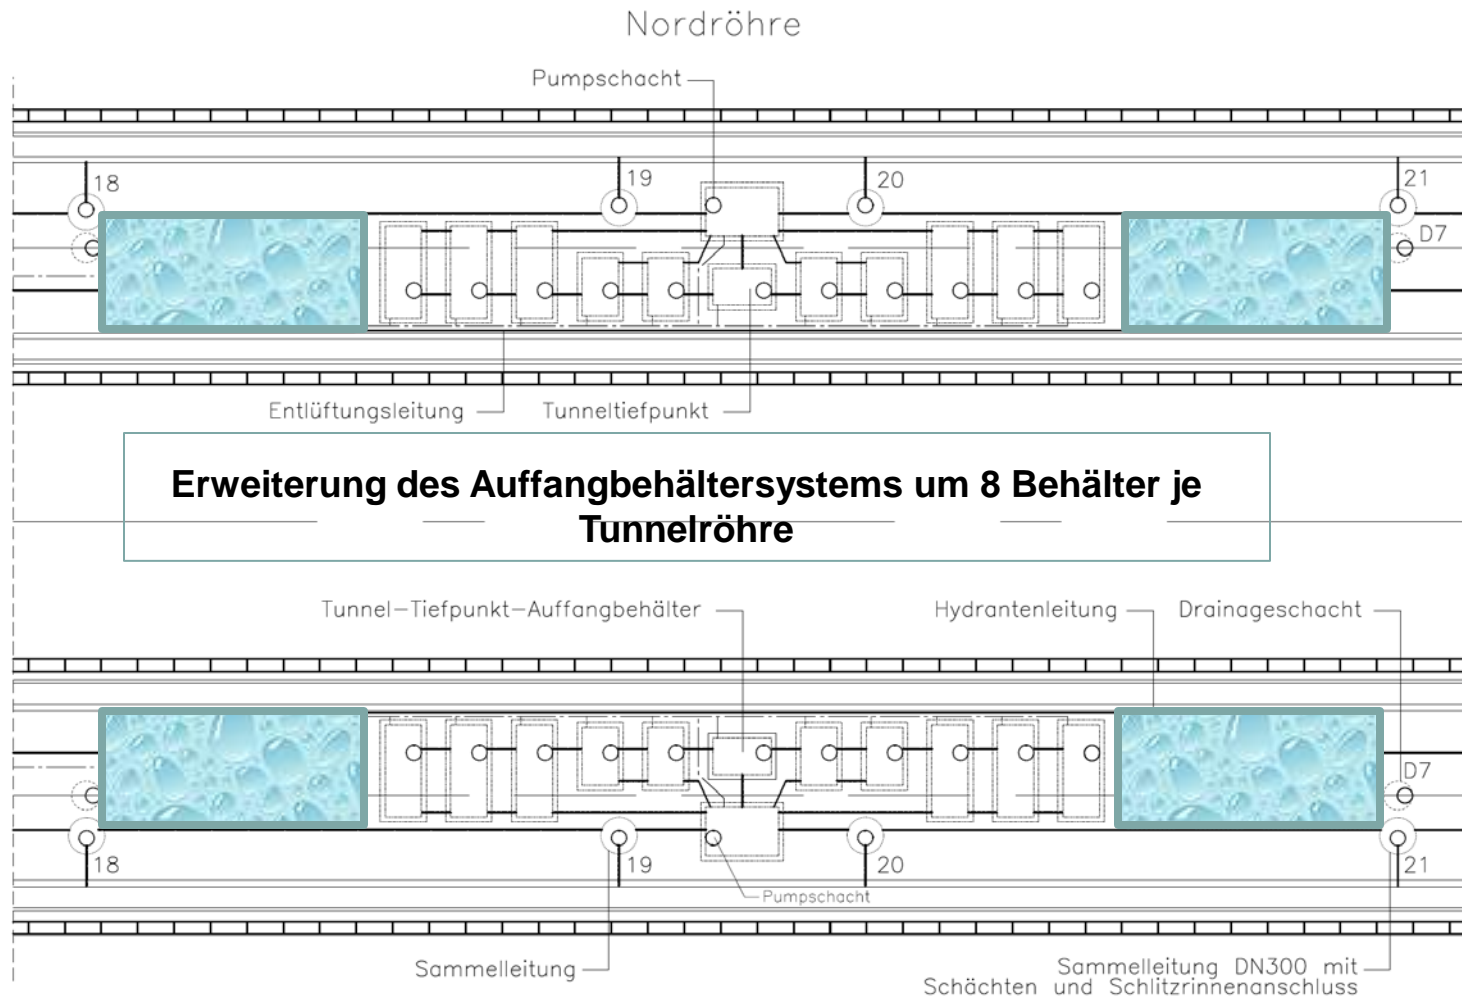 Nordröhre
Pumpschacht
18
19
20
21
D7
Entlüftungsleitung
Tunneltiefpunkt
Erweiterung des Auffangbehältersystems um 8 Behälter je
Tunnelröhre
Tunnel-Tiefpunkt-Auffangbehälter
Hydrantenleitung
Drainageschacht
D7
18
19
20
21
Pumpschacht
Sammelleitung
Sammelleitung DN300 mit
Schächten und Schlitzrinnenanschluss